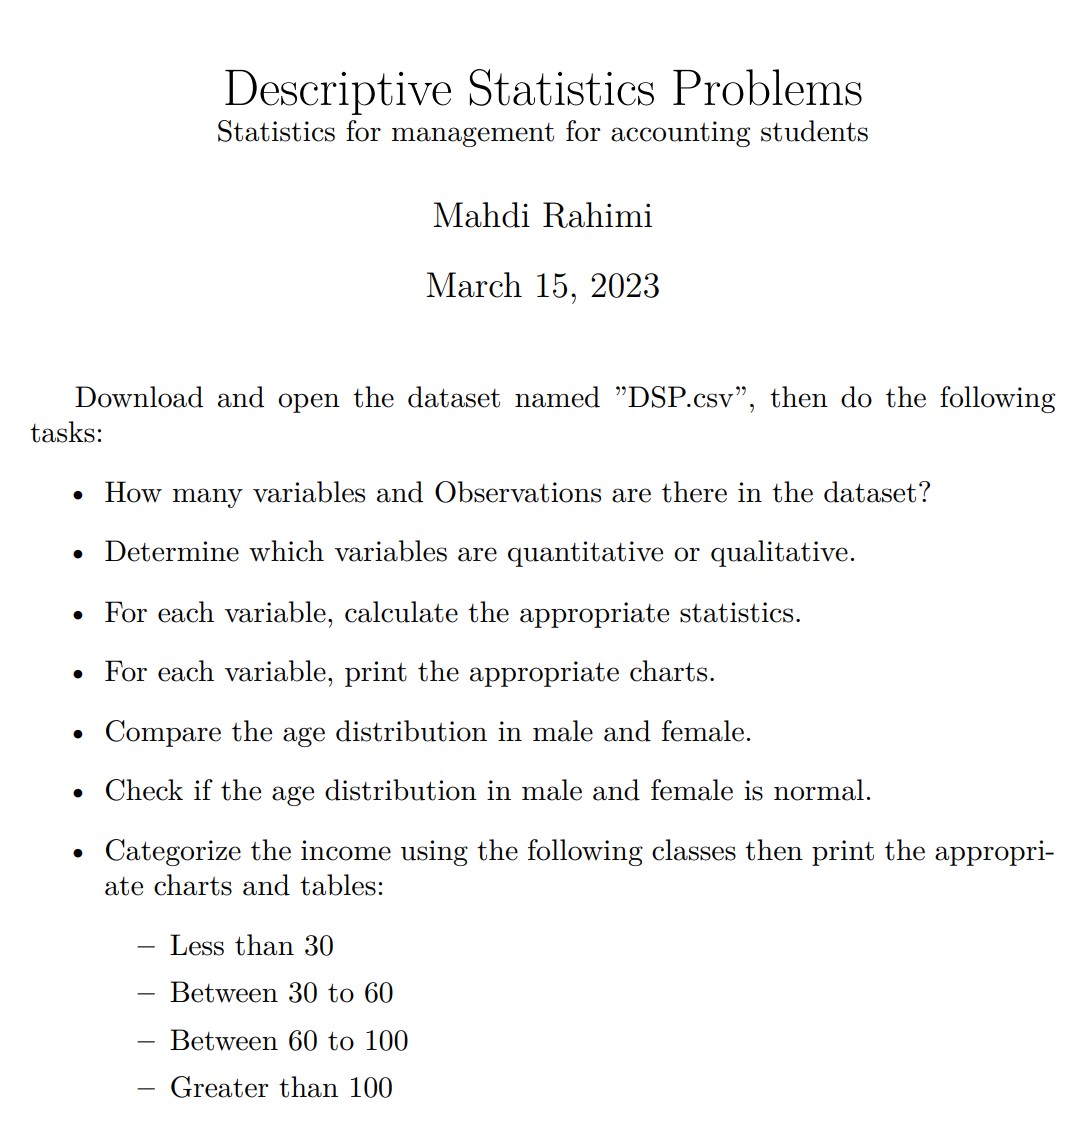 Descriptive Statistics Problems
Statistics for management for accounting students
Mahdi Rahimi
March 15, 2023
Download and open the dataset named ”DSP.csv”, then do the following
tasks:
• How many variables and Observations are there in the dataset?
• Determine which variables are quantitative or qualitative.
• For each variable, calculate the appropriate statistics.
• For each variable, print the appropriate charts.
• Compare the age distribution in male and female.
• Check if the age distribution in male and female is normal.
• Categorize the income using the following classes then print the appropri-
ate charts and tables:
– Less than 30
– Between 30 to 60
– Between 60 to 100
– Greater than 100